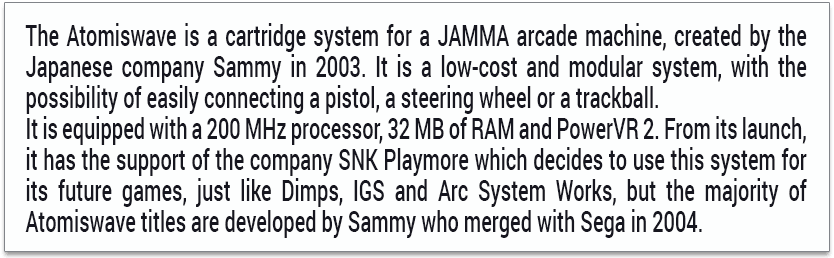 The Atomiswave is a cartridge system for a JAMMA arcade machine, created by the
Japanese company Sammy in 2003. It is a low-cost and modular system, with the
possibility of easily connecting a pistol, a steering wheel or a trackball.
It is equipped with a 200 MHz processor, 32 MB of RAM and PowerVR 2. From its launch,
it has the support of the company SNK Playmore which decides to use this system for
its future games, just like Dimps, IGS and Arc System Works, but the majority of
Atomiswave titles are developed by Sammy who merged with Sega in 2004.